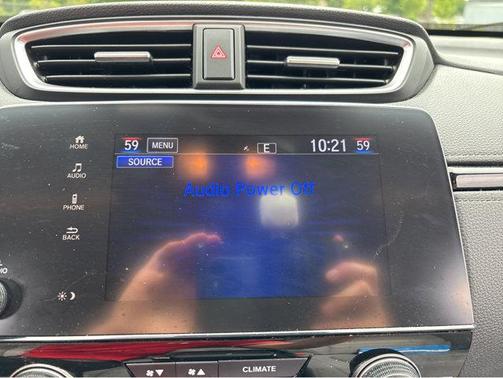 HOME
59 MENU E 10:21 59
SOURCE
AUDIO
Audio Power Off
PHONE
BACK
CLIMATE